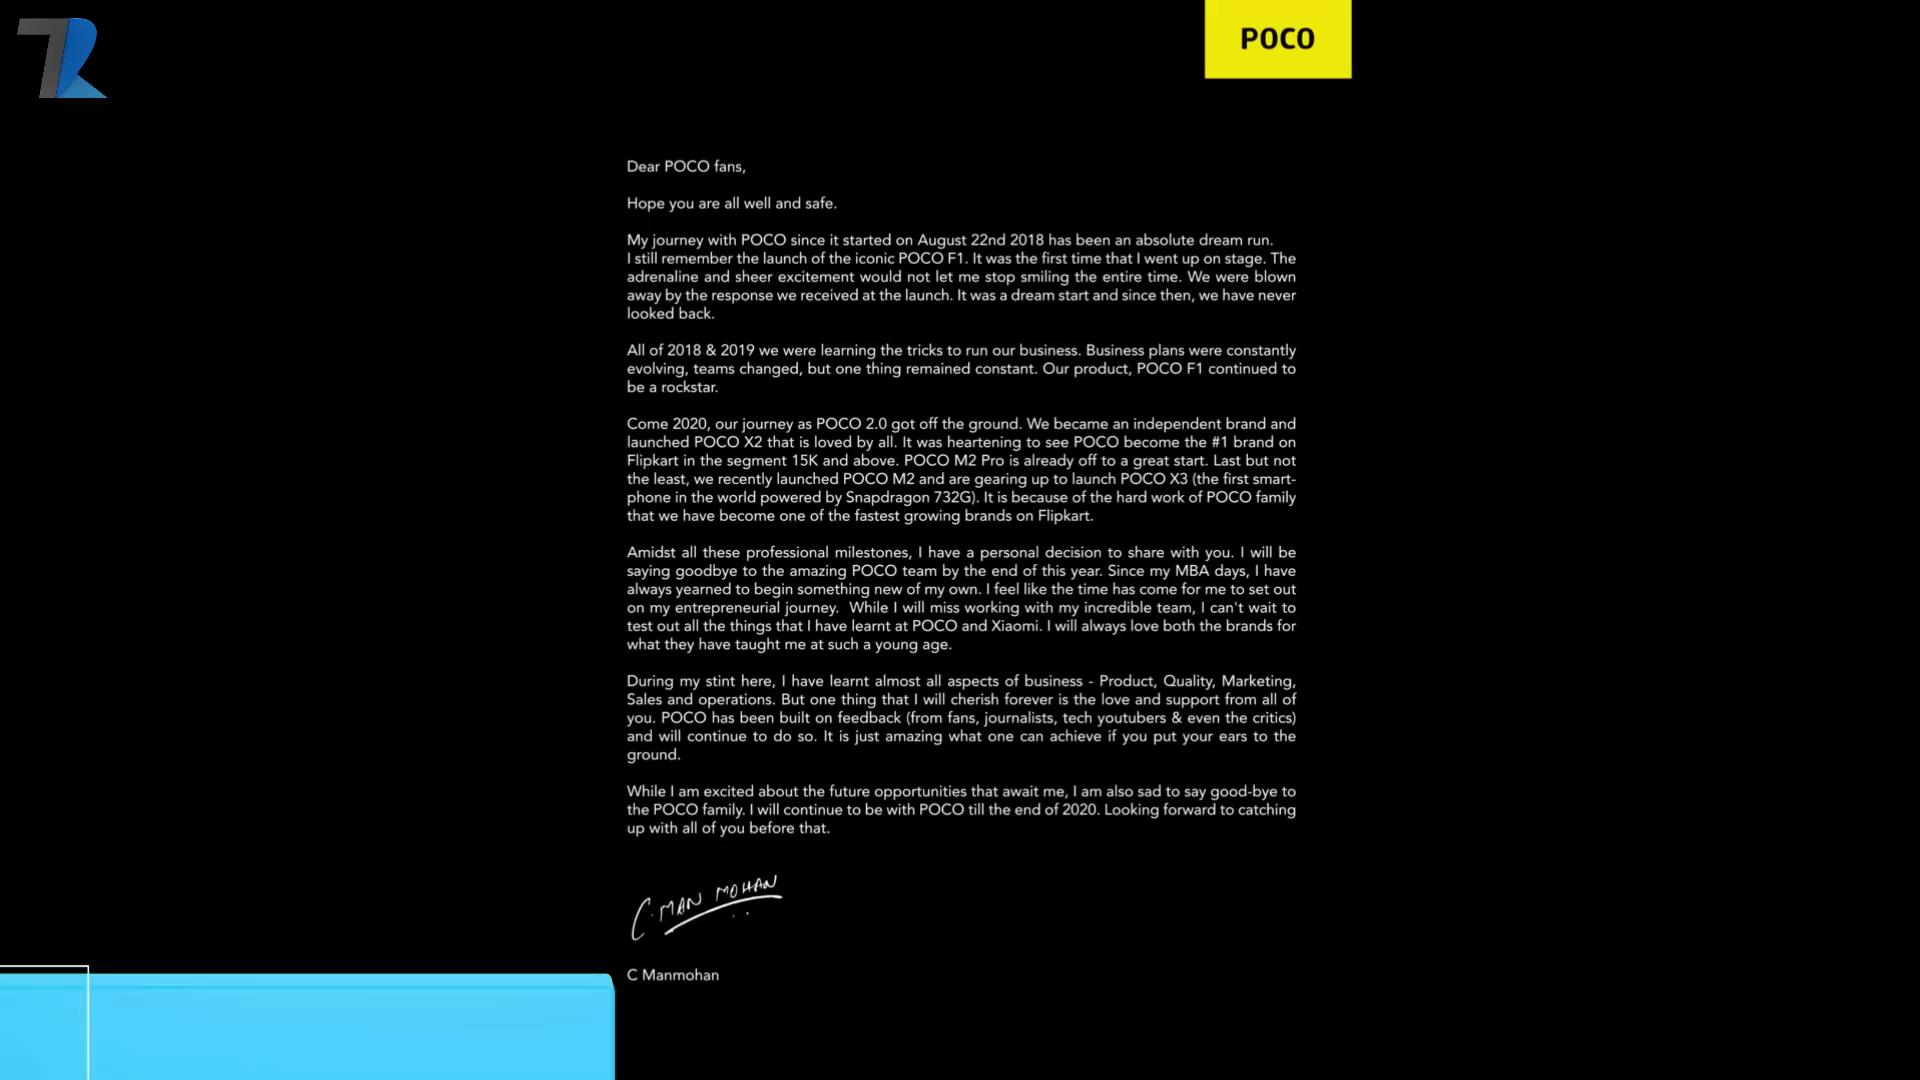 POCO
Dear POCO fans,
Hope you are all well and safe.
My journey with POCO since it started on August 22nd 2018 has been an absolute dream run.
I still remember the launch of the iconic POCO F1. It was the first time that I went up on stage. The
adrenaline and sheer excitement would not let me stop smiling the entire time. We were blown
away by the response we received at the launch. It was a dream start and since then, we have never
looked back.
All of 2018 & 2019 we were learning the tricks to run our business. Business plans were constantly
evolving, teams changed, but one thing remained constant. Our product, POCO F1 continued to
be a rockstar.
Come 2020, our journey as POCO 2.0 got off the ground. We became an independent brand and
launched POCO X2 that is loved by all. It was heartening to see POCO become the #1 brand on
Flipkart in the segment 15K and above. POCO M2 Pro is already off to a great start. Last but not
the least, we recently launched POCO M2 and are gearing up to launch POCO X3 (the first smart-
phone in the world powered by Snapdragon 732G). It is because of the hard work of POCO family
that we have become one of the fastest growing brands on Flipkart.
Amidst all these professional milestones, I have a personal decision to share with you. I will be
saying goodbye to the amazing POCO team by the end of this year. Since my MBA days, I have
always yearned to begin something new of my own. I feel like the time has come for me to set out
on my entrepreneurial journey.  While I will miss working with my incredible team, I can't wait to
test out all the things that I have learnt at POCO and Xiaomi. I will always love both the brands for
what they have taught me at such a young age.
During my stint here, I have learnt almost all aspects of business - Product, Quality, Marketing,
Sales and operations. But one thing that I will cherish forever is the love and support from all of
you. POCO has been built on feedback (from fans, journalists, tech youtubers & even the critics)
and will continue to do so. It is just amazing what one can achieve if you put your ears to the
ground.
While I am excited about the future opportunities that await me, I am also sad to say good-bye to
the POCO family. I will continue to be with POCO till the end of 2020. Looking forward to catching
up with all of you before that.
C. MAN MOHAN
C Manmohan